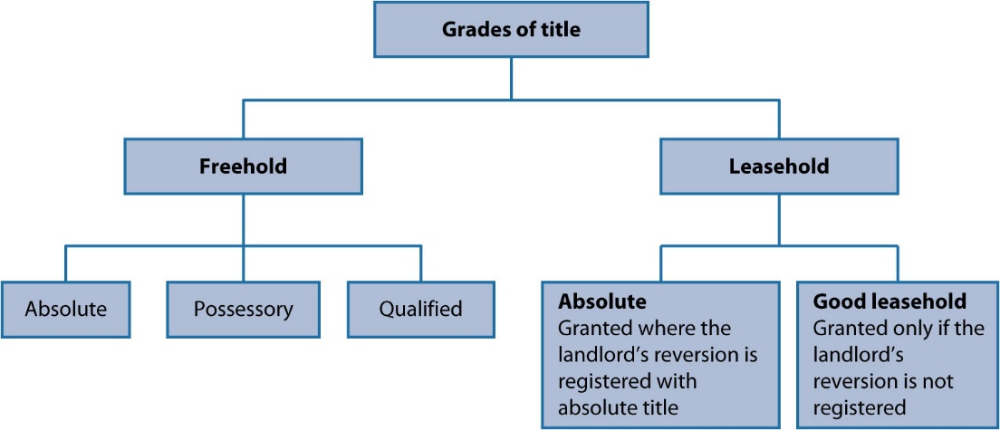 Grades of title
Freehold
Leasehold
Absolute
Possessory
Qualified
Absolute
Granted where the
landlord’s reversion is
registered with
absolute title
Good leasehold
Granted only if the
landlord’s
reversion is not
registered